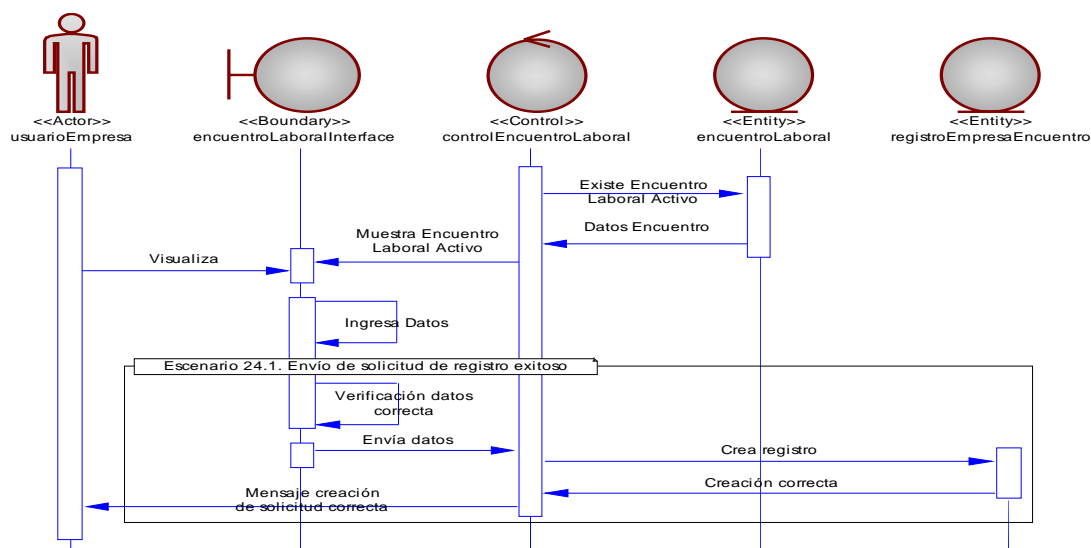 <<Actor>>
usuarioEmpresa
<<Boundary>>
encuentroLaboralInterface
<<Control>>
controlEncuentroLaboral
<<Entity>>
encuentroLaboral
<<Entity>>
registroEmpresaEncuentro
Existe Encuentro
Laboral Activo
Datos Encuentro
Muestra Encuentro
Laboral Activo
Visualiza
Ingresa Datos
Escenario 24.1. Envío de solicitud de registro exitoso
Verificación datos
correcta
Envía datos
Crea registro
Creación correcta
Mensaje creación
de solicitud correcta